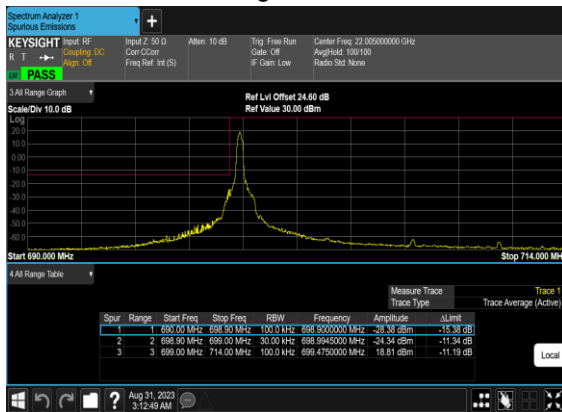 Spectrum Analyzer 1
Spurious Emissions
KEYSIGHT Input: RF Input Z: 50 Ω Atten: 10 dB Trig: Free Run Center Freq: 22.005000000 GHz
R T Coupling: DC Corr CCorr Gate: Off Avg|Hold: 100/100
Align: Off Freq Ref: Int (S) IF Gain: Low Radio Std: None
PASS
3 All Range Graph
Ref Lvl Offset 24.60 dB
Scale/Div 10.0 dB Ref Value 30.00 dBm
Log
20.0
10.0
0.00
-10.0
-20.0
-30.0
-40.0
-50.0
-60.0
Start 690.000 MHz Stop 714.000 MH
4 All Range Table
Measure Trace Trace 1
Trace Type Trace Average (Active)
Spur Range Start Freq Stop Freq RBW Frequency Amplitude ΔLimit
1 1 690.00 MHz 698.90 MHz 100.0 kHz 698.9000000 MHz -28.38 dBm -15.38 dB
2 2 698.90 MHz 699.00 MHz 30.00 kHz 698.9945000 MHz -24.34 dBm -11.34 dB
3 3 699.00 MHz 714.00 MHz 100.0 kHz 699.4750000 MHz 18.81 dBm -11.19 dB
Local
Aug 31, 2023
3:12:49 AM